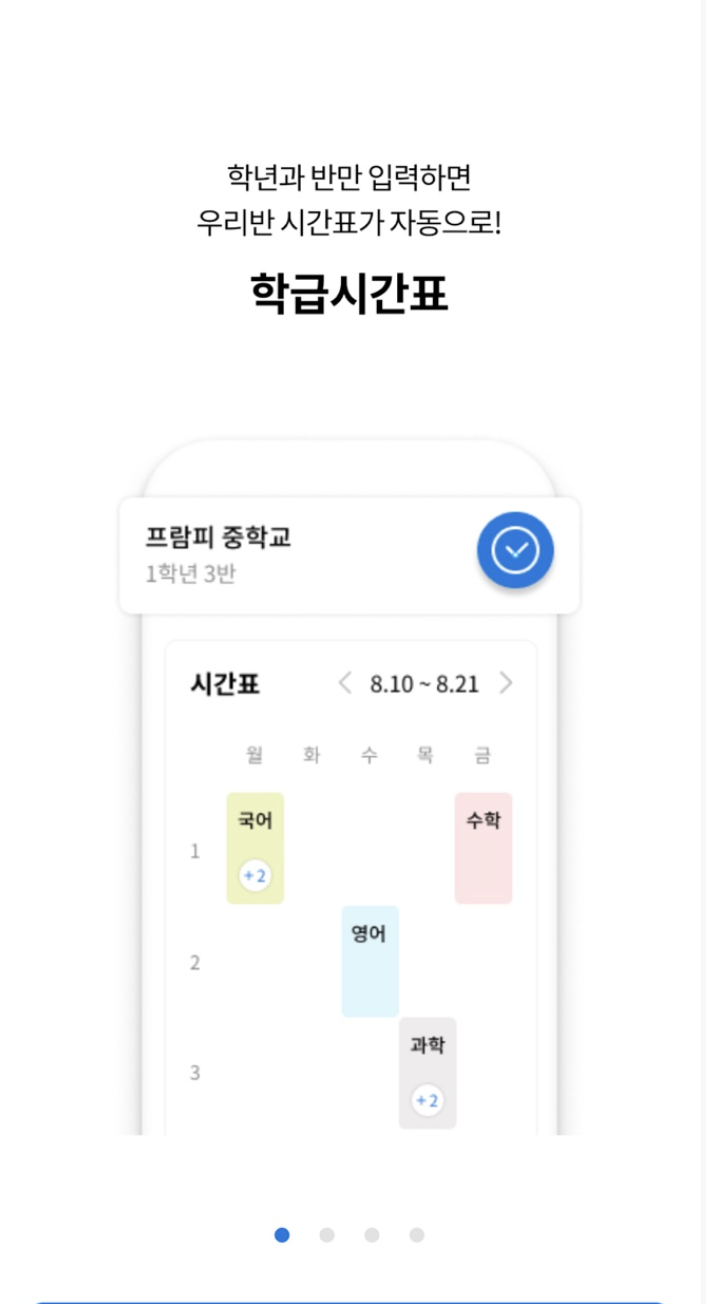 학년과 반만 입력하면
우리반 시간표가 자동으로!
학급시간표
프람피 중학교
1학년 3반
시간표
8.10 ~ 8.21
월 화 수 목 금
1 국어 수학
+2
2 영어
3 과학
+2